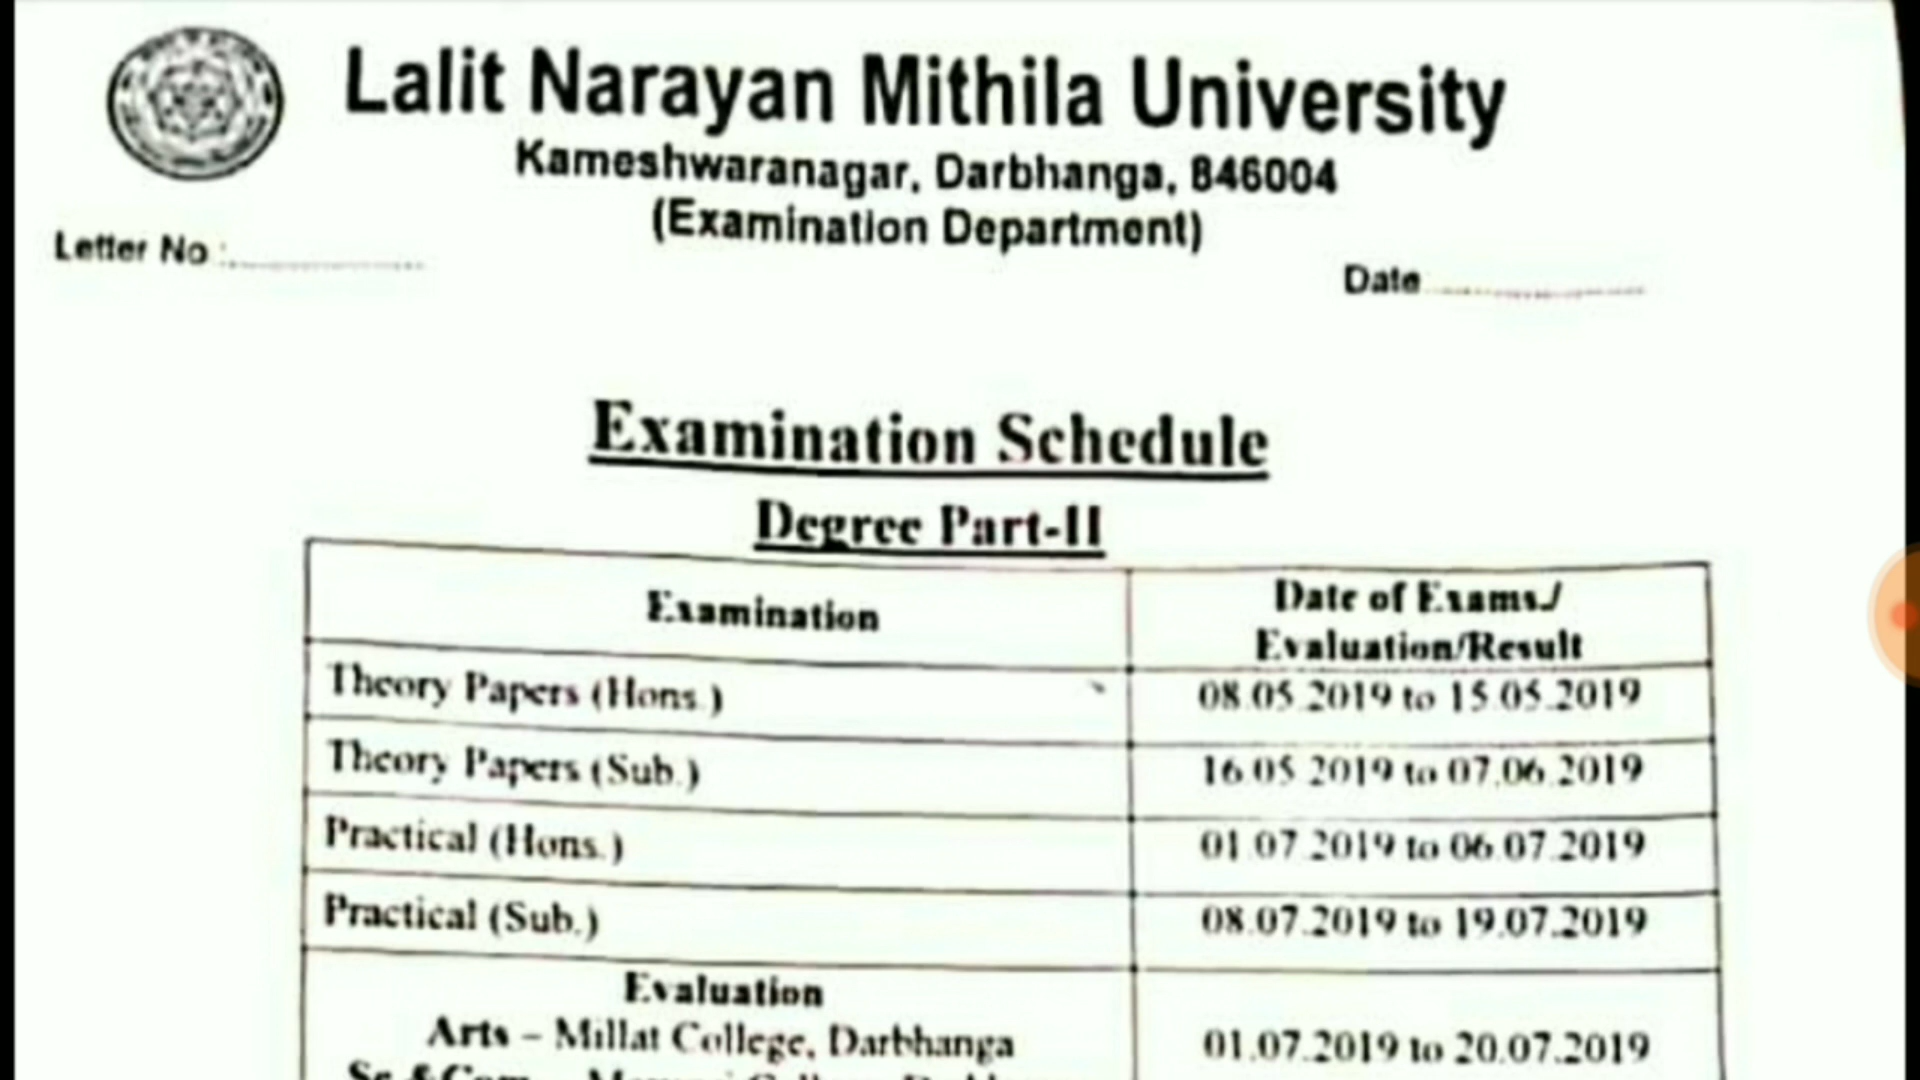 Lalit Narayan Mithila University
Kameshwaranagar, Darbhanga, 846004
(Examination Department)
Letter No :
Date
Examination Schedule
Degree Part-II
Examination
Date of Exams./
Evaluation/Result
Theory Papers (Hons.)
08.05.2019 to 15.05.2019
Theory Papers (Sub.)
16.05.2019 to 07.06.2019
Practical (Hons.)
01.07.2019 to 06.07.2019
Practical (Sub.)
08.07.2019 to 19.07.2019
Evaluation
Arts – Millat College, Darbhanga
01.07.2019 to 20.07.2019